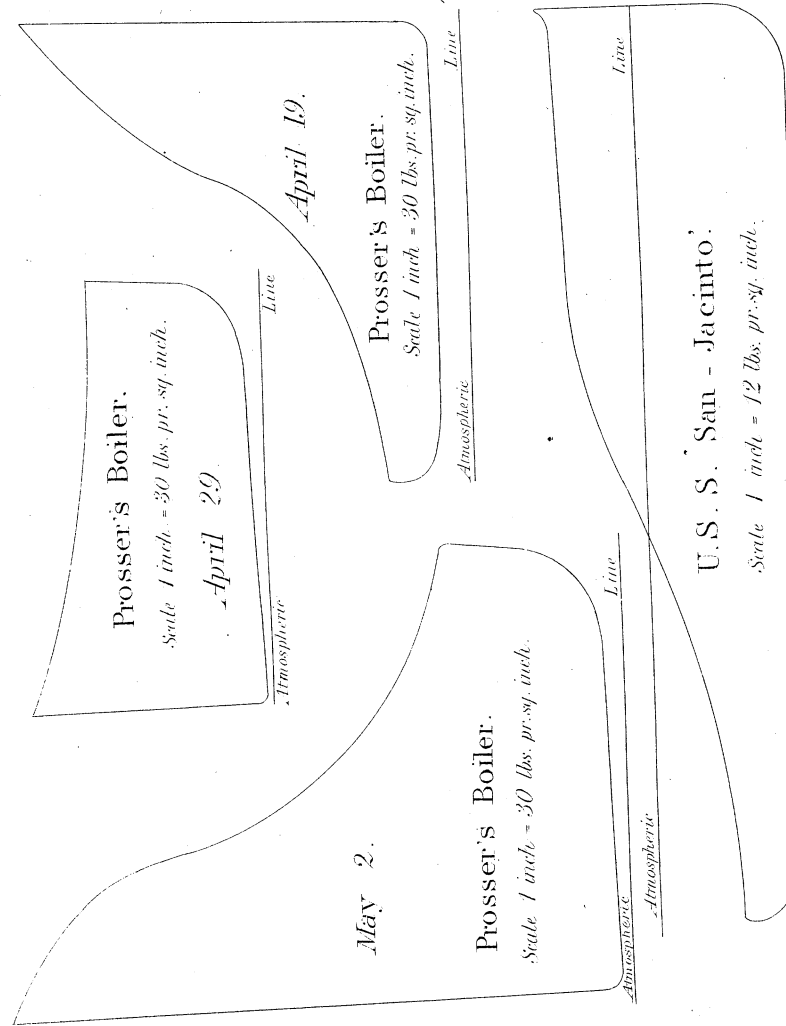 Prosser's Boiler.
Scale 1 inch = 30 lbs. pr. sq. inch.
April 29
Atmospheric Line
April 19.
Prosser's Boiler.
Scale 1 inch = 30 lbs. pr. sq. inch.
Atmospheric Line
May 2.
Prosser's Boiler.
Scale 1 inch = 30 lbs. pr. sq. inch.
Atmospheric Line
Atmospheric Line
U.S.S. San - Jacinto'.
Scale 1 inch = 12 lbs. pr. sq. inch.